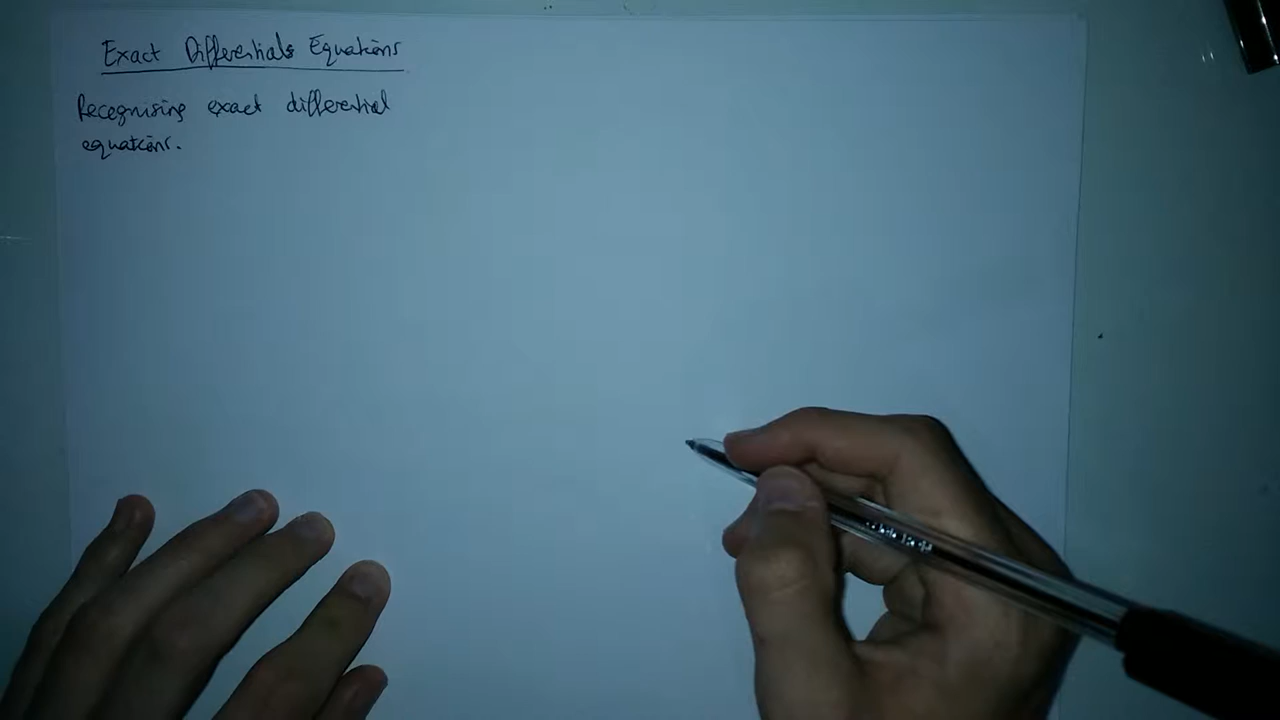 Exact Differentials Equations
Recognising exact differential
equations.